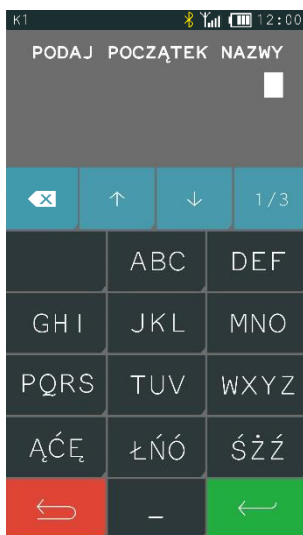 K1 12:00
PODAJ POCZĄTEK NAZWY
1/3
ABC DEF
GHI JKL MNO
PQRS TUV WXYZ
ĄĆĘ ŁŃÓ ŚŻŹ
_